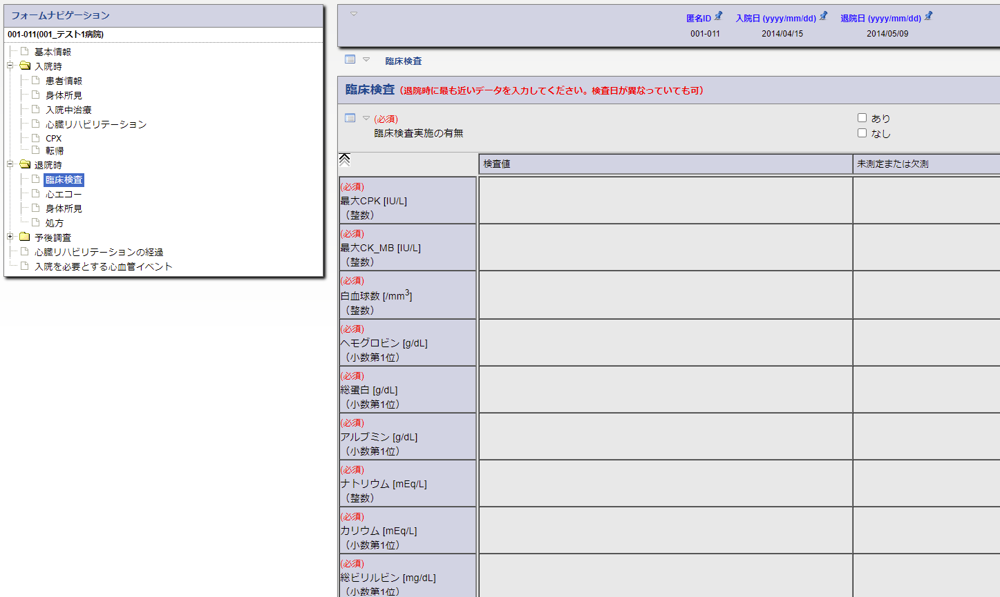 フォームナビゲーション
001-011(001_テスト1病院)
基本情報
入院時
患者情報
身体所見
入院中治療
心臓リハビリテーション
CPX
転帰
退院時
臨床検査
心エコー
身体所見
処方
予後調査
心臓リハビリテーションの経過
入院を必要とする心血管イベント
匿名ID 入院日 (yyyy/mm/dd) 退院日 (yyyy/mm/dd)
001-011 2014/04/15 2014/05/09
臨床検査
臨床検査（退院時に最も近いデータを入力してください。検査日が異なっていても可）
(必須)
臨床検査実施の有無
あり
なし
検査値 未測定または欠測
(必須)
最大CPK [IU/L]
（整数）
(必須)
最大CK_MB [IU/L]
（整数）
(必須)
白血球数 [/mm³]
（整数）
(必須)
ヘモグロビン [g/dL]
（小数第1位）
(必須)
総蛋白 [g/dL]
（小数第1位）
(必須)
アルブミン [g/dL]
（小数第1位）
(必須)
ナトリウム [mEq/L]
（整数）
(必須)
カリウム [mEq/L]
（小数第1位）
(必須)
総ビリルビン [mg/dL]
（小数第1位）